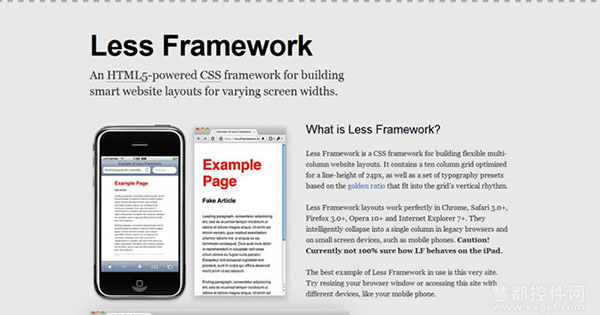 Less Framework
An HTML5-powered CSS framework for building
smart website layouts for varying screen widths.
Example Page
Example
Page
Fake Article
Leading paragraph, consectetur adipisicing
What is Less Framework?
Less Framework is a CSS framework for building flexible multi-
column website layouts. It contains a ten column grid optimized
for a line-height of 24px, as well as a set of typography presets
based on the golden ratio that fit into the grid's vertical rhythm.
Less Framework layouts work perfectly in Chrome, Safari 3.0+,
Firefox 3.0+, Opera 10+ and Internet Explorer 7+. They
intelligently collapse into a single column in legacy browsers and
on small screen devices, such as mobile phones. Caution!
Currently not 100% sure how LF behaves on the iPad.
The best example of Less Framework in use is this very site.
Try resizing your browser window or accessing this site with
different devices, like your mobile phone.
慧都控件网
www.evget.com